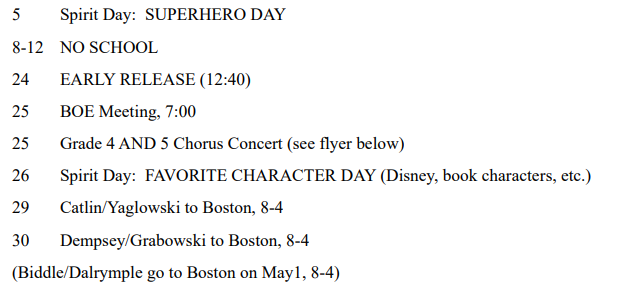 5 Spirit Day: SUPERHERO DAY
8-12 NO SCHOOL
24 EARLY RELEASE (12:40)
25 BOE Meeting, 7:00
25 Grade 4 AND 5 Chorus Concert (see flyer below)
26 Spirit Day: FAVORITE CHARACTER DAY (Disney, book characters, etc.)
29 Catlin/Yaglowski to Boston, 8-4
30 Dempsey/Grabowski to Boston, 8-4
(Biddle/Dalrymple go to Boston on May1, 8-4)